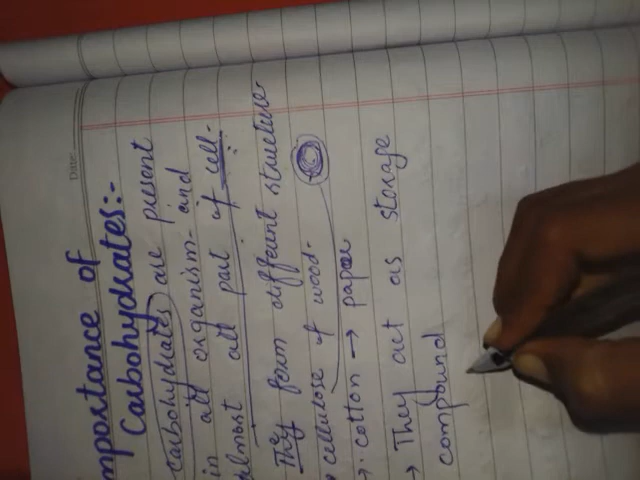 Date:
mportance of
Carbohydrates:-
Carbohydrates are present
in all organism. and
almost all part of cell.
They form different structure.
cellulose of wood.
→ cotton → paper
→ They act as storage
compound